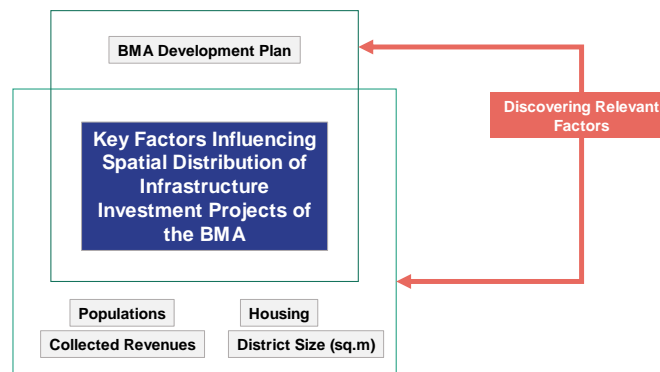 BMA Development Plan
Discovering Relevant
Factors
Key Factors Influencing
Spatial Distribution of
Infrastructure
Investment Projects of
the BMA
Populations
Housing
Collected Revenues
District Size (sq.m)